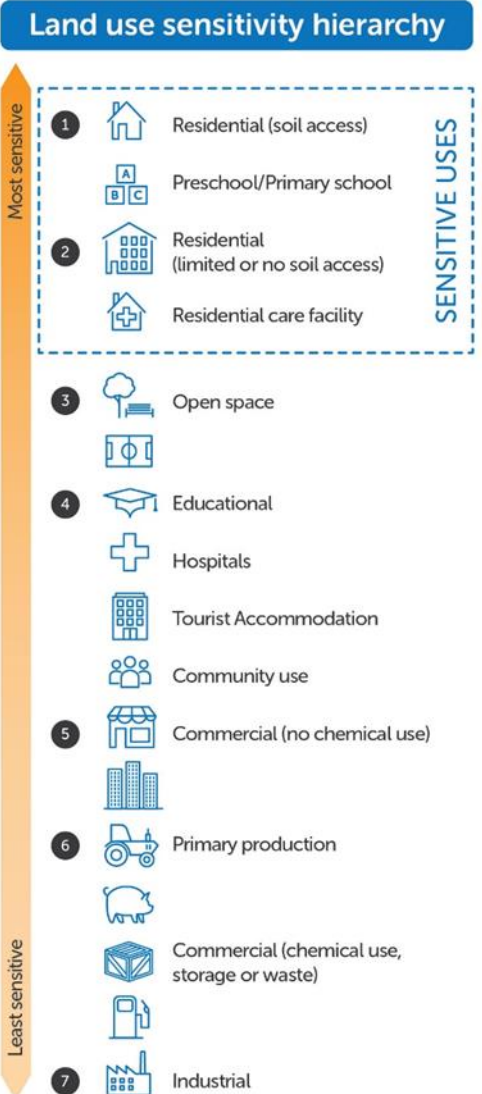 Land use sensitivity hierarchy
Most sensitive
SENSITIVE USES
1
Residential (soil access)
A
B C
Preschool/Primary school
2
Residential
(limited or no soil access)
Residential care facility
3
Open space
4
Educational
Hospitals
Tourist Accommodation
Community use
5
Commercial (no chemical use)
6
Primary production
Commercial (chemical use,
storage or waste)
Least sensitive
7
Industrial